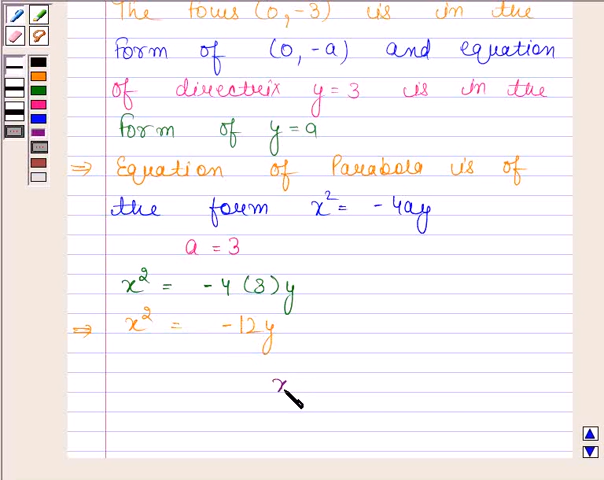 The focus (0, -3) is in the
form of (0, -a) and equation
of directrix y = 3 is in the
form of y = a
⇒ Equation of Parabola is of
the form x² = -4ay
a = 3
x² = -4 (3) y
⇒ x² = -12y
x